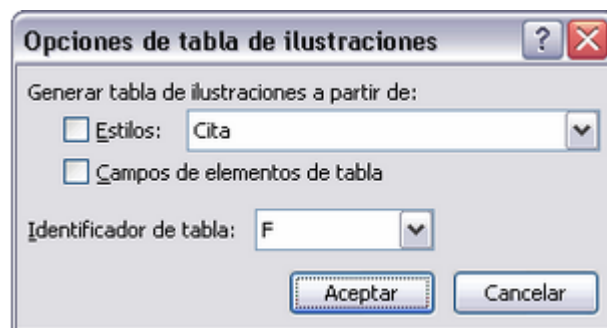 Opciones de tabla de ilustraciones
Generar tabla de ilustraciones a partir de:
Estilos: Cita
Campos de elementos de tabla
Identificador de tabla: F
Aceptar Cancelar